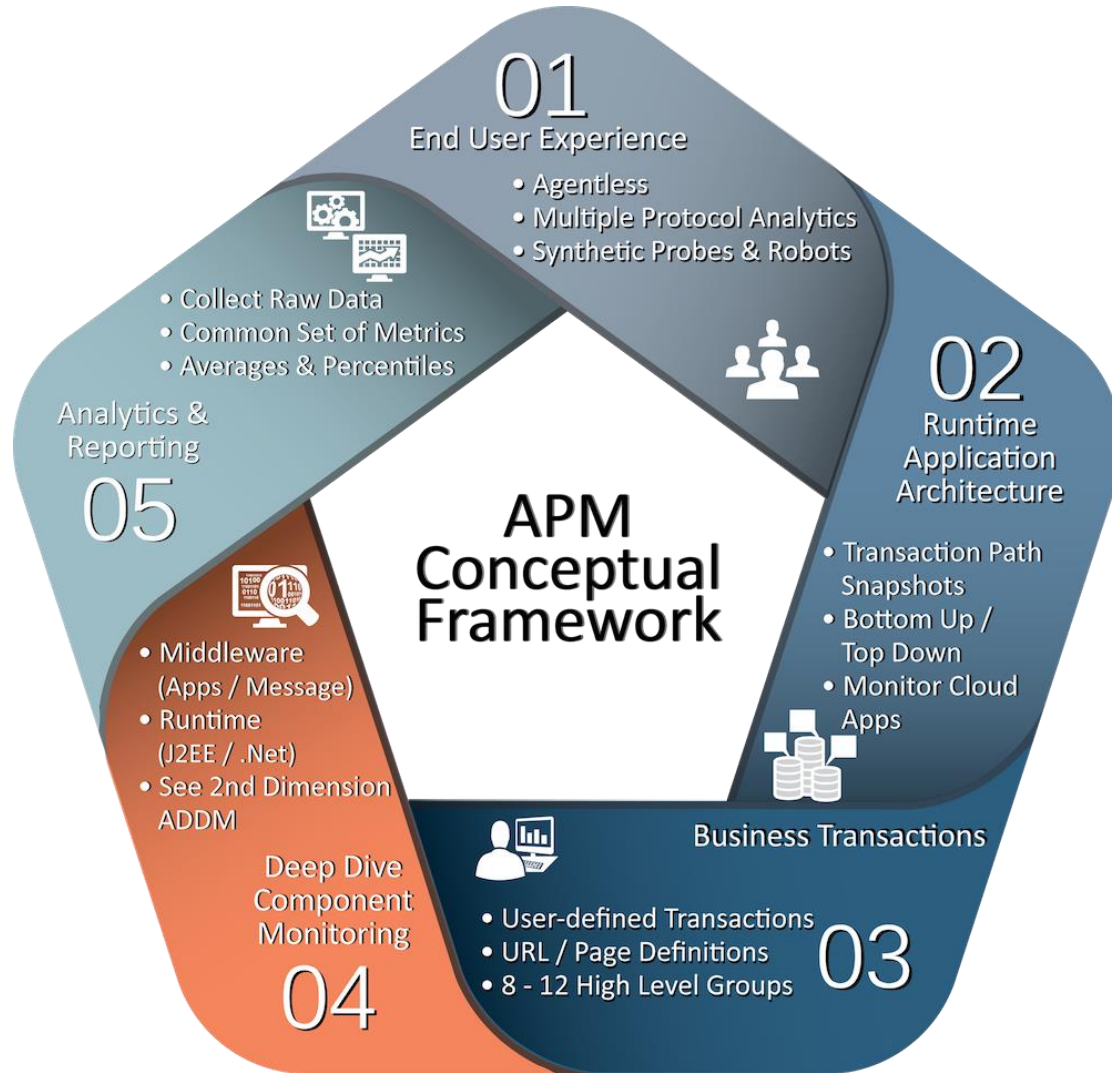 01
End User Experience
• Agentless
• Multiple Protocol Analytics
• Synthetic Probes & Robots
02
Runtime
Application
Architecture
• Transaction Path
Snapshots
• Bottom Up /
Top Down
• Monitor Cloud
Apps
Business Transactions
• User-defined Transactions
• URL / Page Definitions
• 8 - 12 High Level Groups
03
• Middleware
(Apps / Message)
• Runtime
(J2EE / .Net)
• See 2nd Dimension
ADDM
Deep Dive
Component
Monitoring
04
• Collect Raw Data
• Common Set of Metrics
• Averages & Percentiles
Analytics &
Reporting
05
APM
Conceptual
Framework